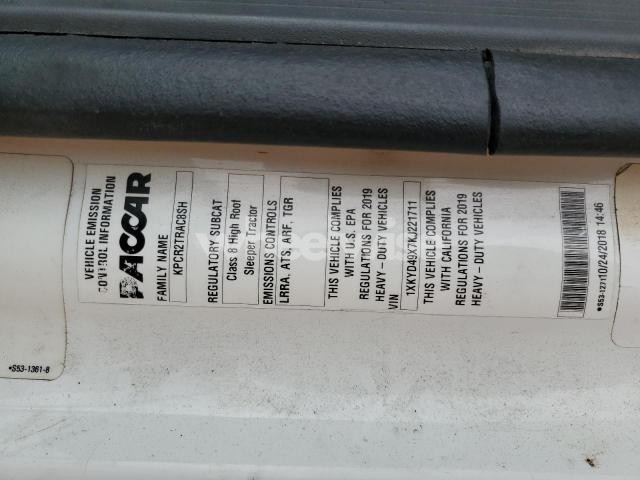 VEHICLE EMISSION
CONTROL INFORMATION
PACCAR
FAMILY NAME
KPCR2TRAC8SH
REGULATORY SUBCAT
Class 8 High Roof
Sleeper Tractor
EMISSIONS CONTROLS
LRRA, ATS, ARF, TGR
THIS VEHICLE COMPLIES
WITH U.S. EPA
REGULATIONS FOR 2019
HEAVY – DUTY VEHICLES
VIN
1XKYD49X7KJ221711
THIS VEHICLE COMPLIES
WITH CALIFORNIA
REGULATIONS FOR 2019
HEAVY – DUTY VEHICLES
*S53-1271 10/24/2018 14:46
*S53-1361-8